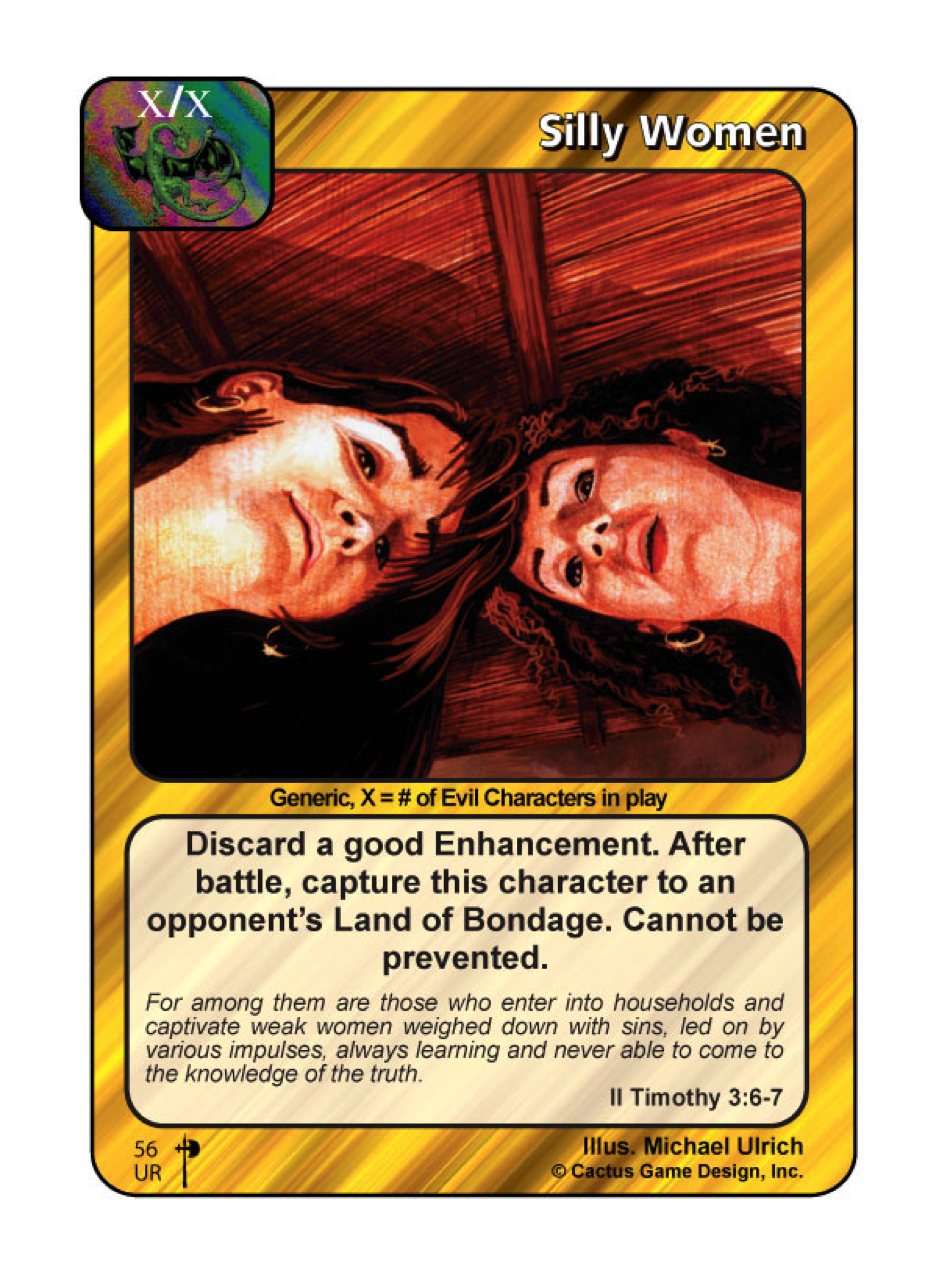 X/X
Silly Women
Generic, X = # of Evil Characters in play
Discard a good Enhancement. After
battle, capture this character to an
opponent's Land of Bondage. Cannot be
prevented.
For among them are those who enter into households and
captivate weak women weighed down with sins, led on by
various impulses, always learning and never able to come to
the knowledge of the truth.
II Timothy 3:6-7
56
UR
Illus. Michael Ulrich
© Cactus Game Design, Inc.